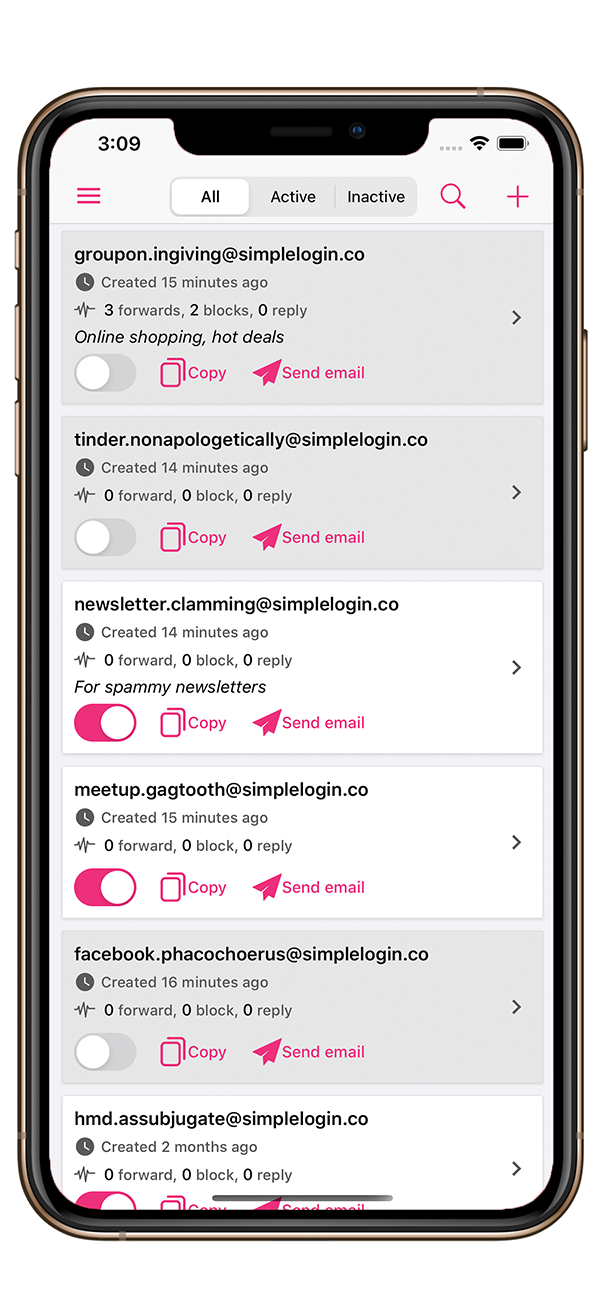 3:09
All Active Inactive
groupon.ingiving@simplelogin.co
Created 15 minutes ago
3 forwards, 2 blocks, 0 reply
Online shopping, hot deals
Copy Send email
tinder.nonapologetically@simplelogin.co
Created 14 minutes ago
0 forward, 0 block, 0 reply
Copy Send email
newsletter.clamming@simplelogin.co
Created 14 minutes ago
0 forward, 0 block, 0 reply
For spammy newsletters
Copy Send email
meetup.gagtooth@simplelogin.co
Created 15 minutes ago
0 forward, 0 block, 0 reply
Copy Send email
facebook.phacochoerus@simplelogin.co
Created 16 minutes ago
0 forward, 0 block, 0 reply
Copy Send email
hmd.assubjugate@simplelogin.co
Created 2 months ago
0 forward, 0 block, 0 reply
Copy Send email